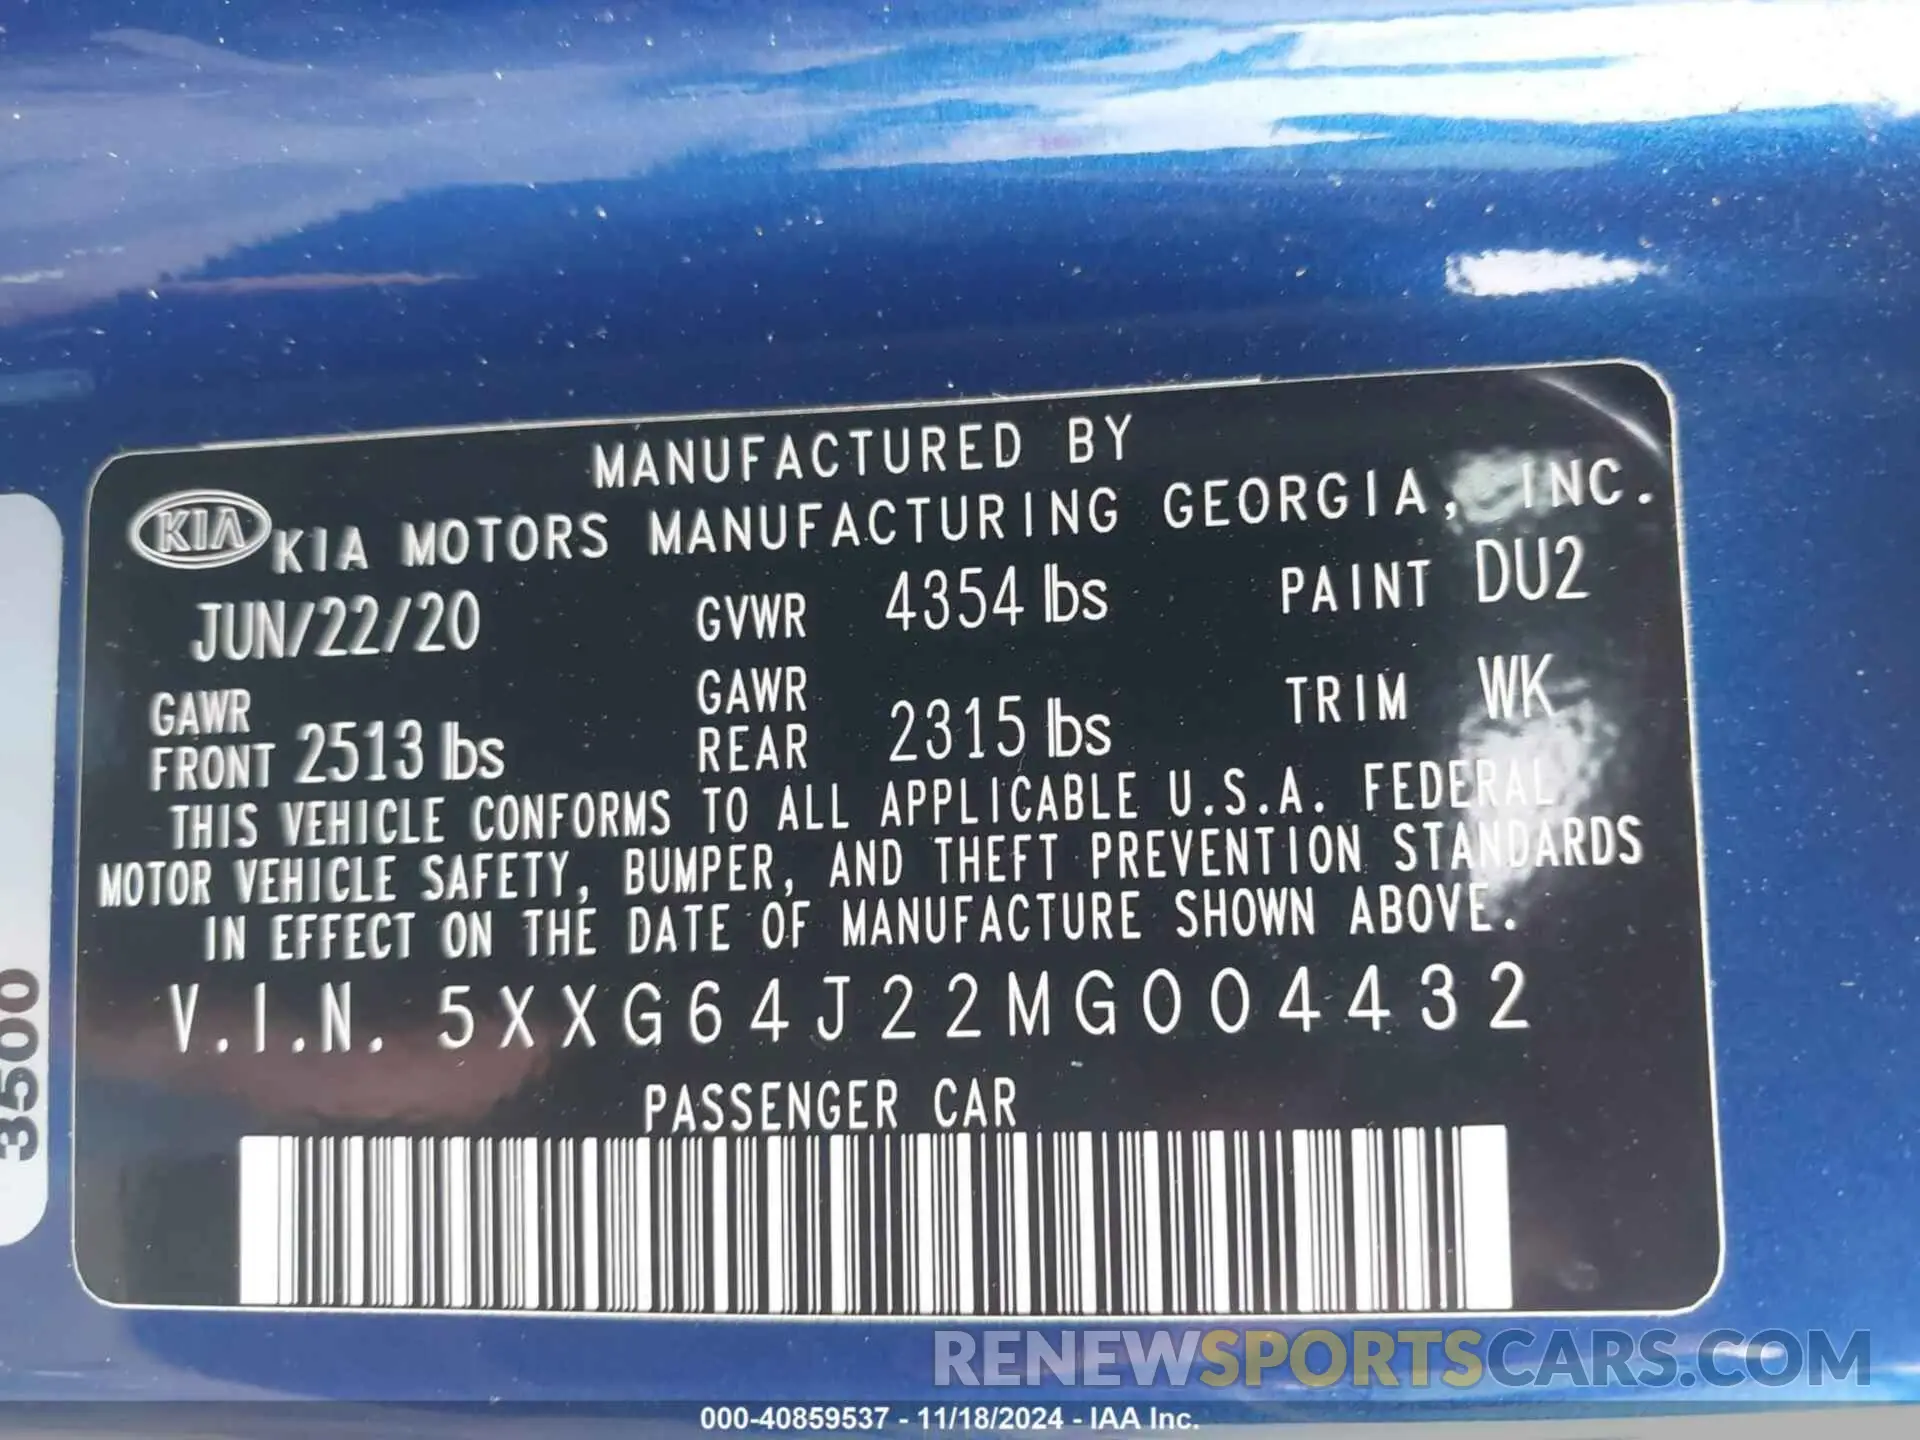 MANUFACTURED BY
KIA KIA MOTORS MANUFACTURING GEORGIA, INC.
JUN/22/20 GVWR 4354 lbs PAINT DU2
GAWR FRONT 2513 lbs GAWR REAR 2315 lbs TRIM WK
THIS VEHICLE CONFORMS TO ALL APPLICABLE U.S.A. FEDERAL
MOTOR VEHICLE SAFETY, BUMPER, AND THEFT PREVENTION STANDARDS
IN EFFECT ON THE DATE OF MANUFACTURE SHOWN ABOVE.
V.I.N. 5XXG64J22MG004432
PASSENGER CAR
3500
RENEWSPORTSCARS.COM
000-40859537 - 11/18/2024 - IAA Inc.